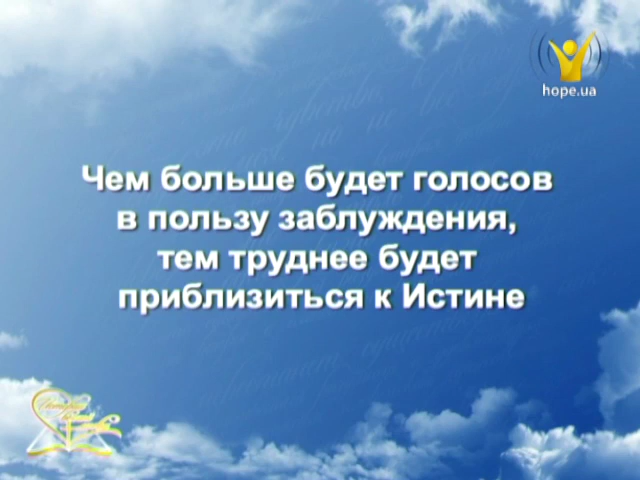 hope.ua
Чем больше будет голосов
в пользу заблуждения,
тем труднее будет
приблизиться к Истине